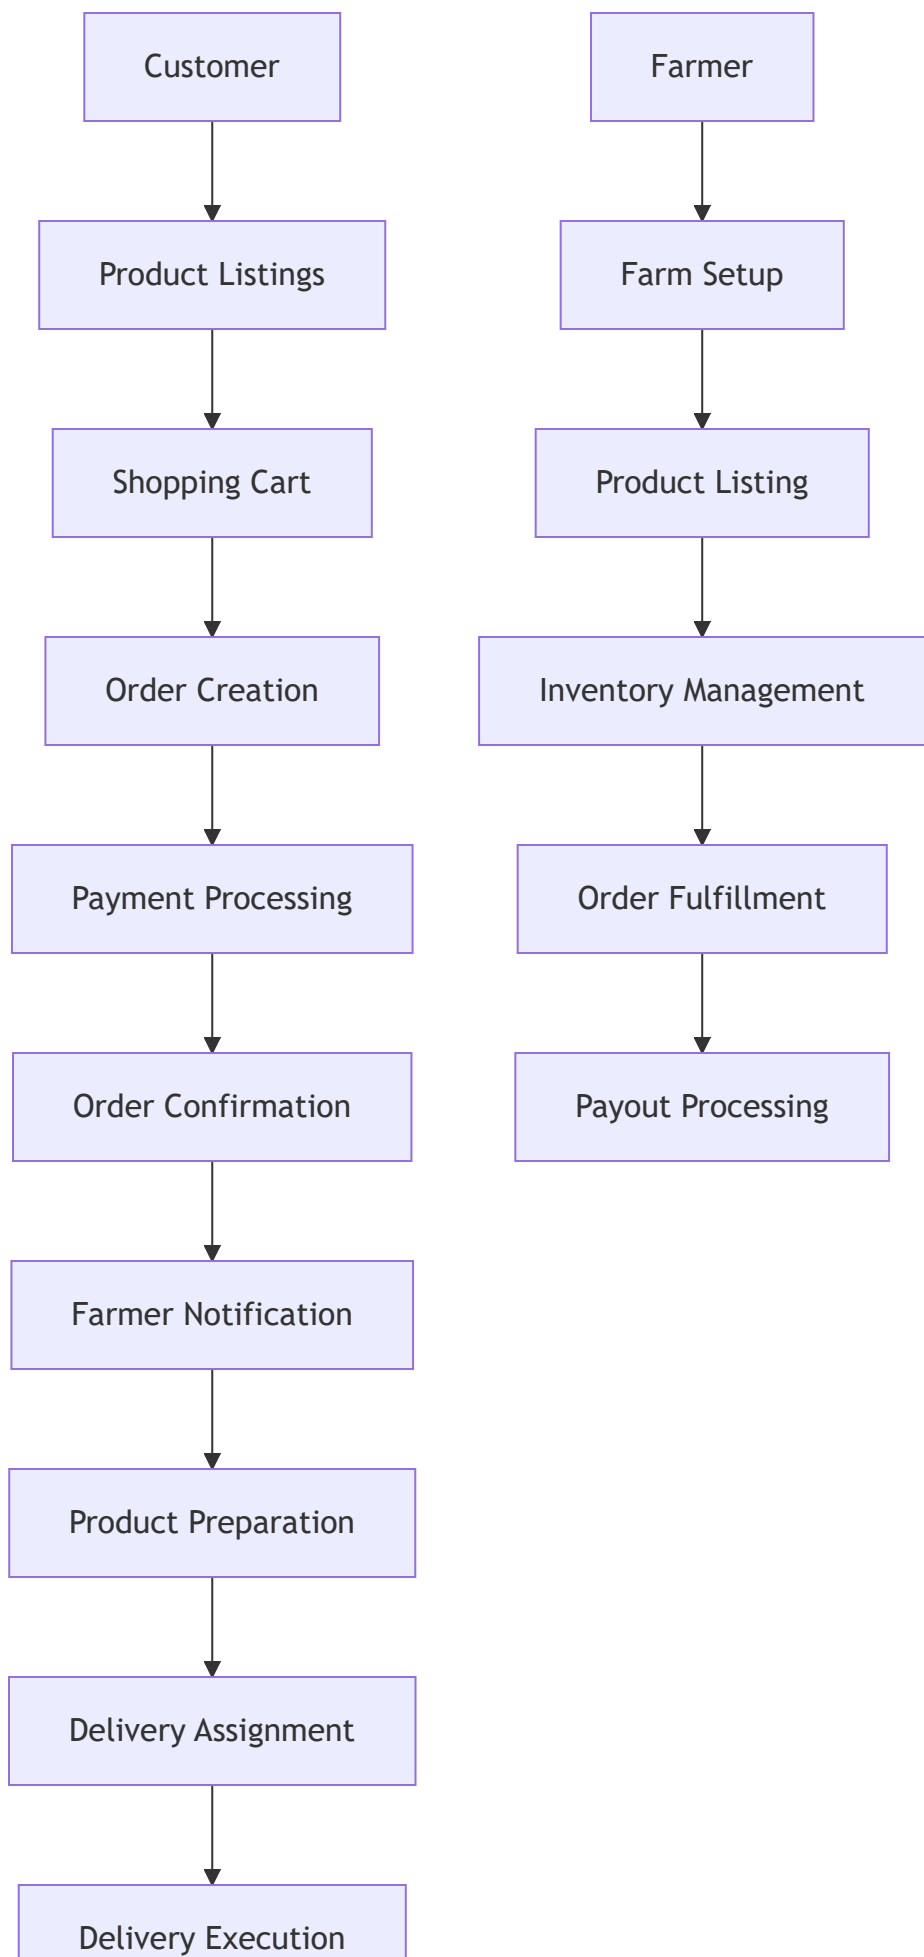 Customer
Farmer
Product Listings
Farm Setup
Shopping Cart
Product Listing
Order Creation
Inventory Management
Payment Processing
Order Fulfillment
Order Confirmation
Payout Processing
Farmer Notification
Product Preparation
Delivery Assignment
Delivery Execution